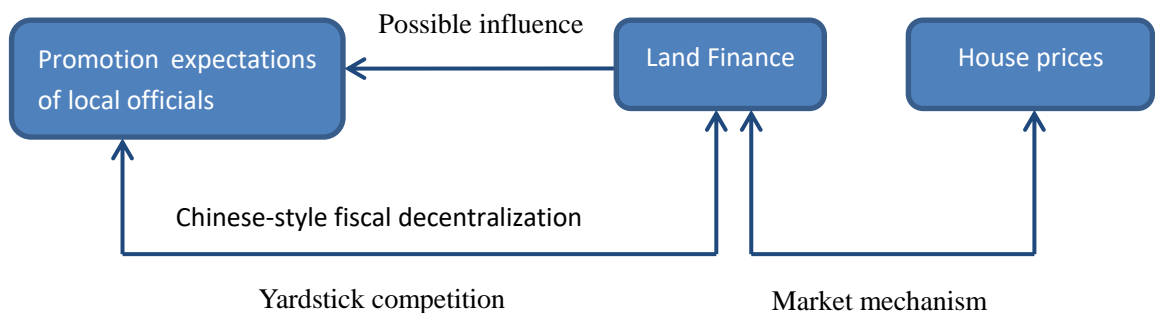 Possible influence
Promotion expectations
of local officials
Land Finance
House prices
Chinese-style fiscal decentralization
Yardstick competition
Market mechanism